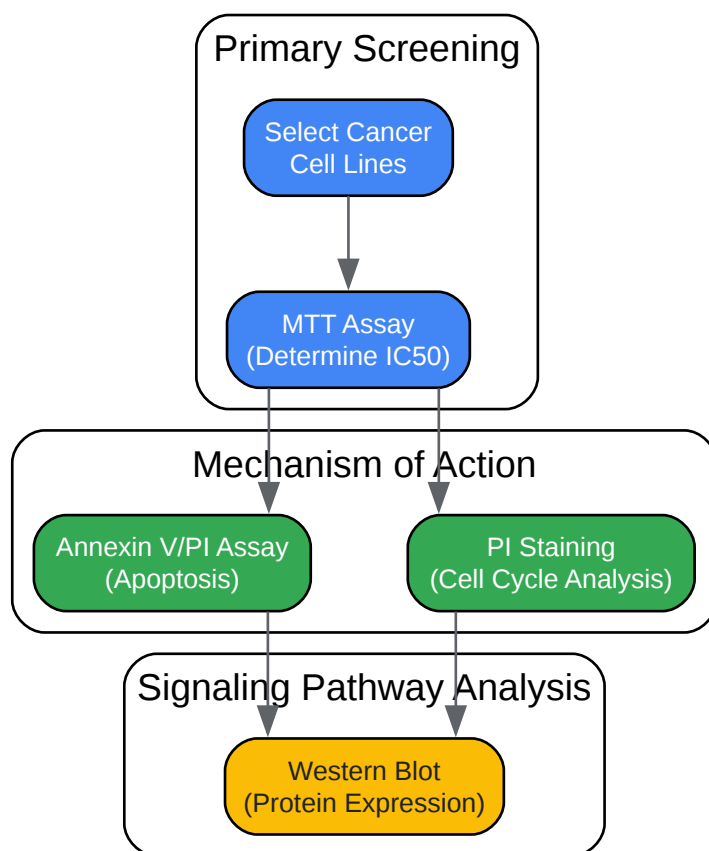 Primary Screening
Select Cancer
Cell Lines
MTT Assay
(Determine IC50)
Mechanism of Action
Annexin V/PI Assay
(Apoptosis)
PI Staining
(Cell Cycle Analysis)
Signaling Pathway Analysis
Western Blot
(Protein Expression)